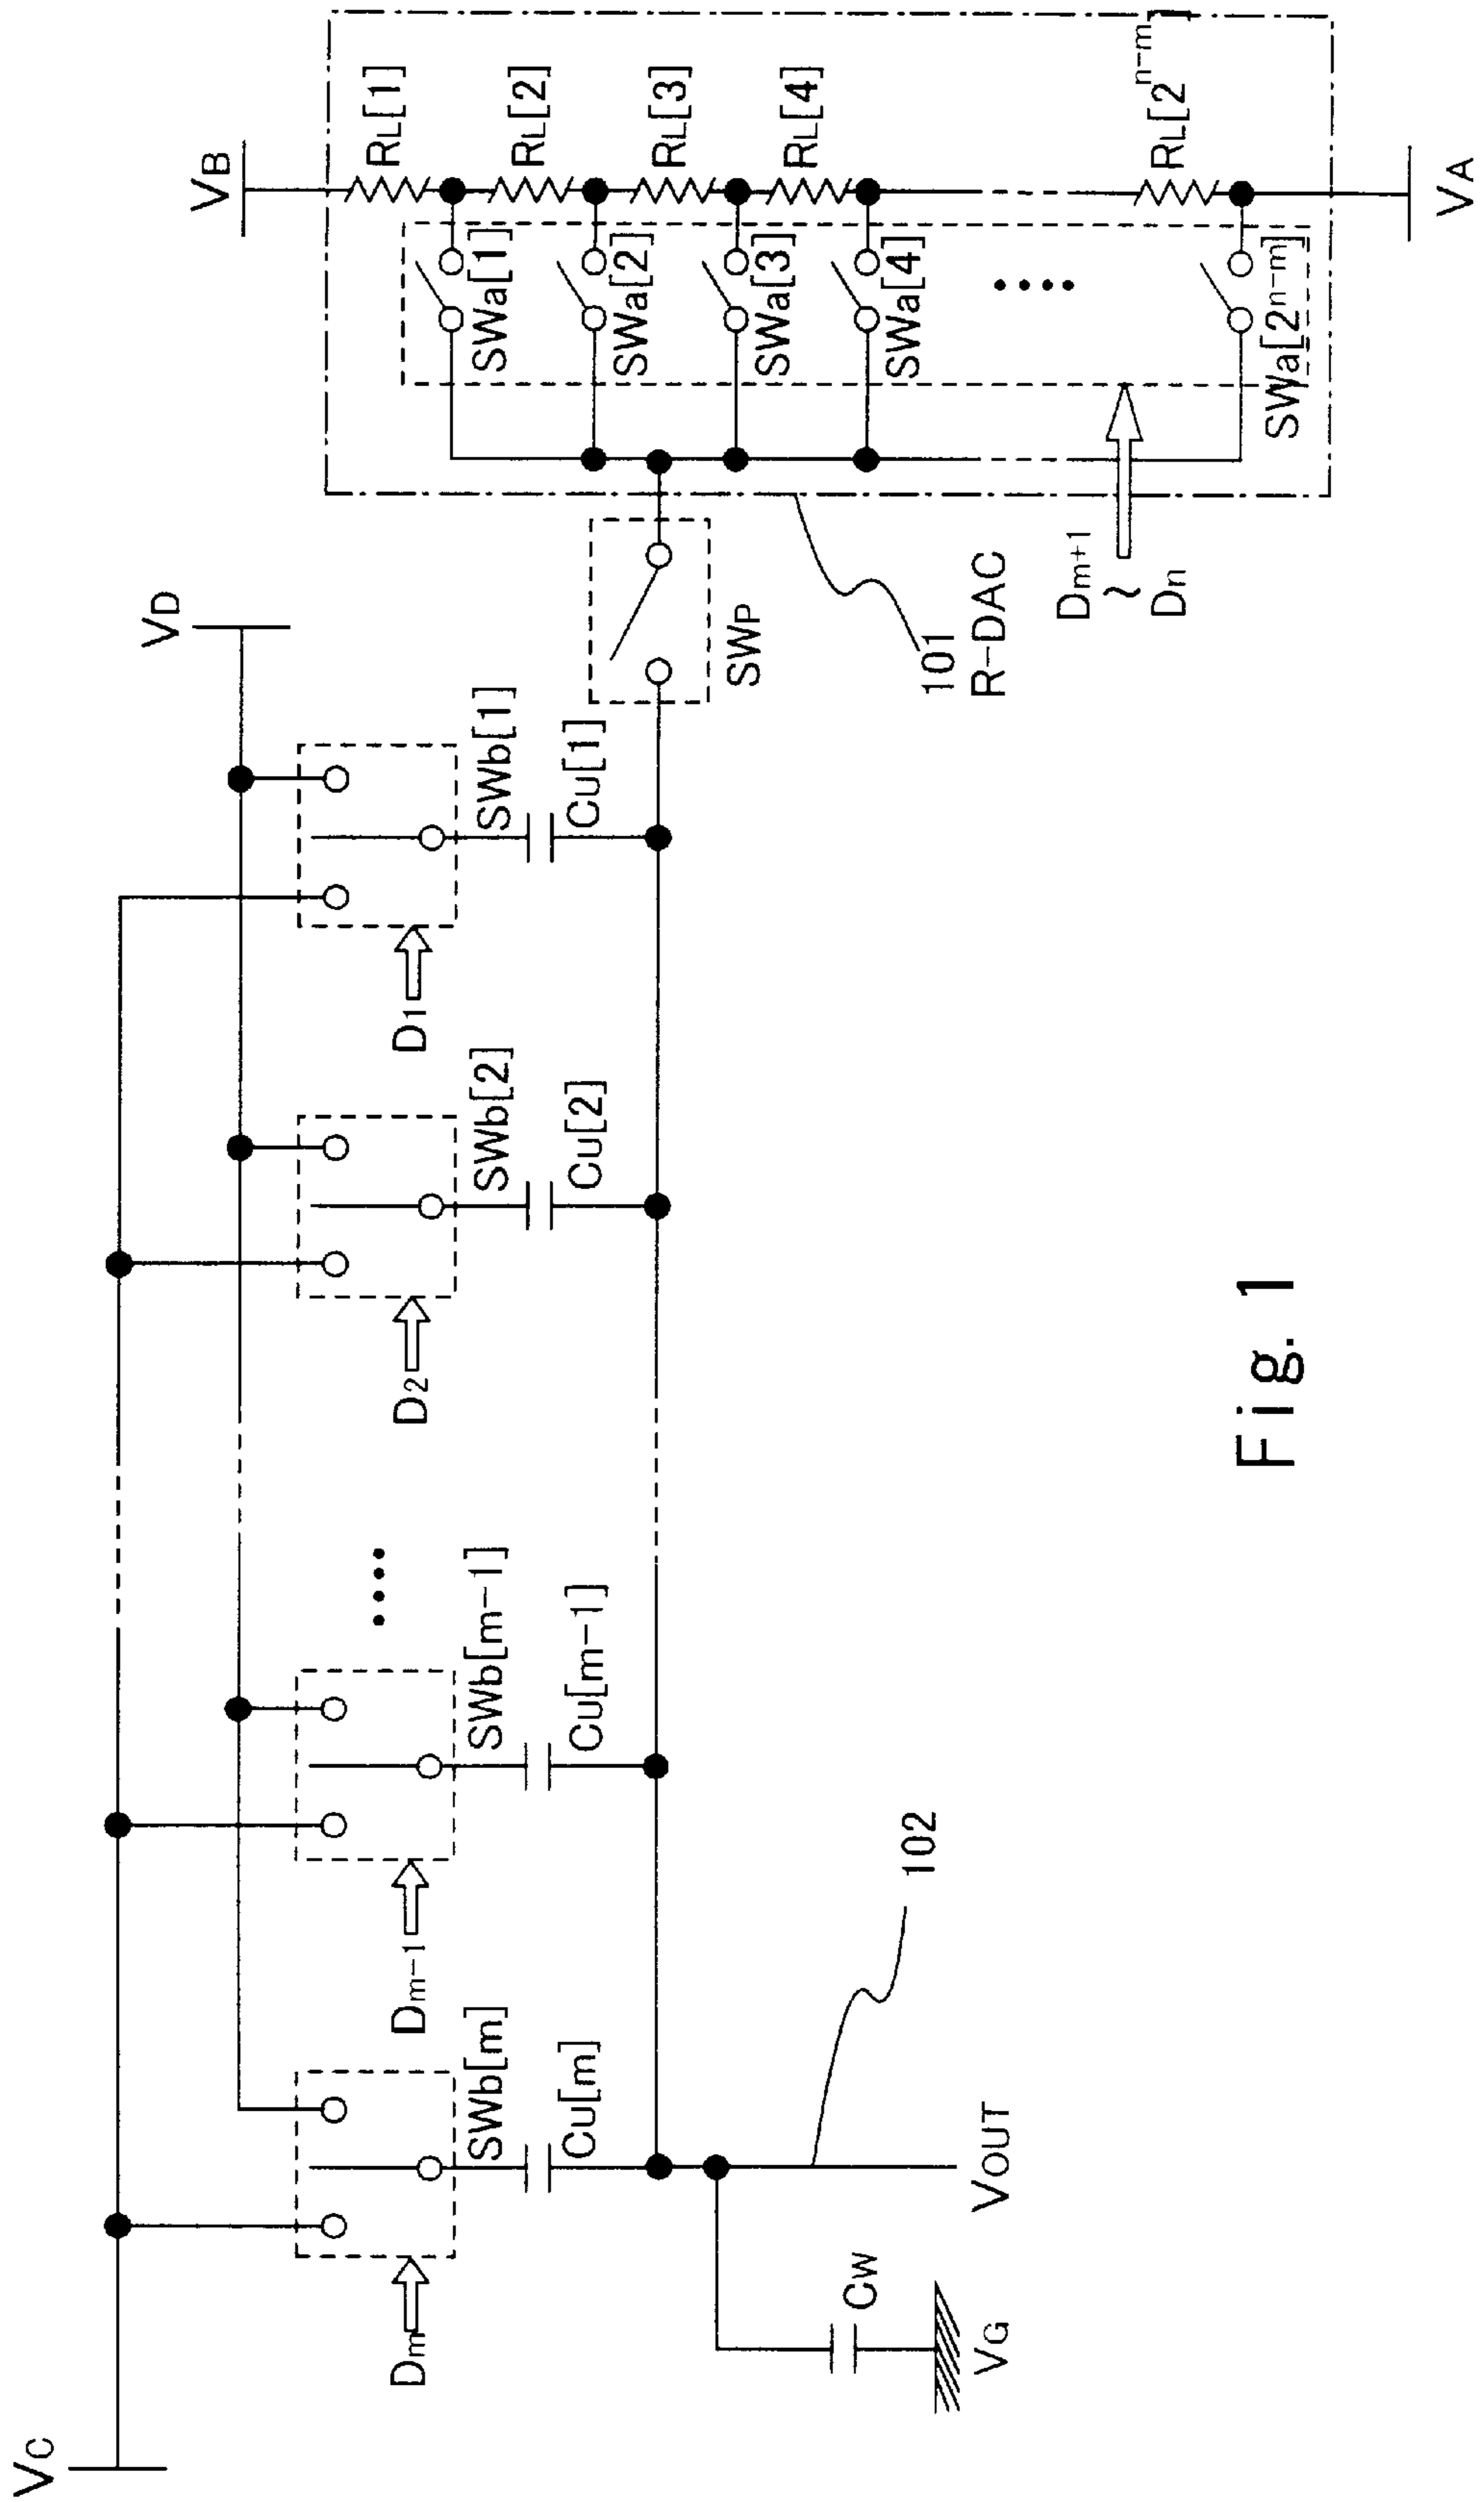 VC
VD
VB
RL[1]
RL[2]
RL[3]
RL[4]
RL[2^n-m]
SWa[1]
SWa[2]
SWa[3]
SWa[4]
SWa[2^n-m]
VA
Dm
Dm-1
D2
D1
SWb[m]
SWb[m-1]
SWb[2]
SWb[1]
Cu[m]
Cu[m-1]
Cu[2]
Cu[1]
SWP
101
R-DAC
Dm+1
~
Dn
CW
VG
VOUT
102
Fig. 1